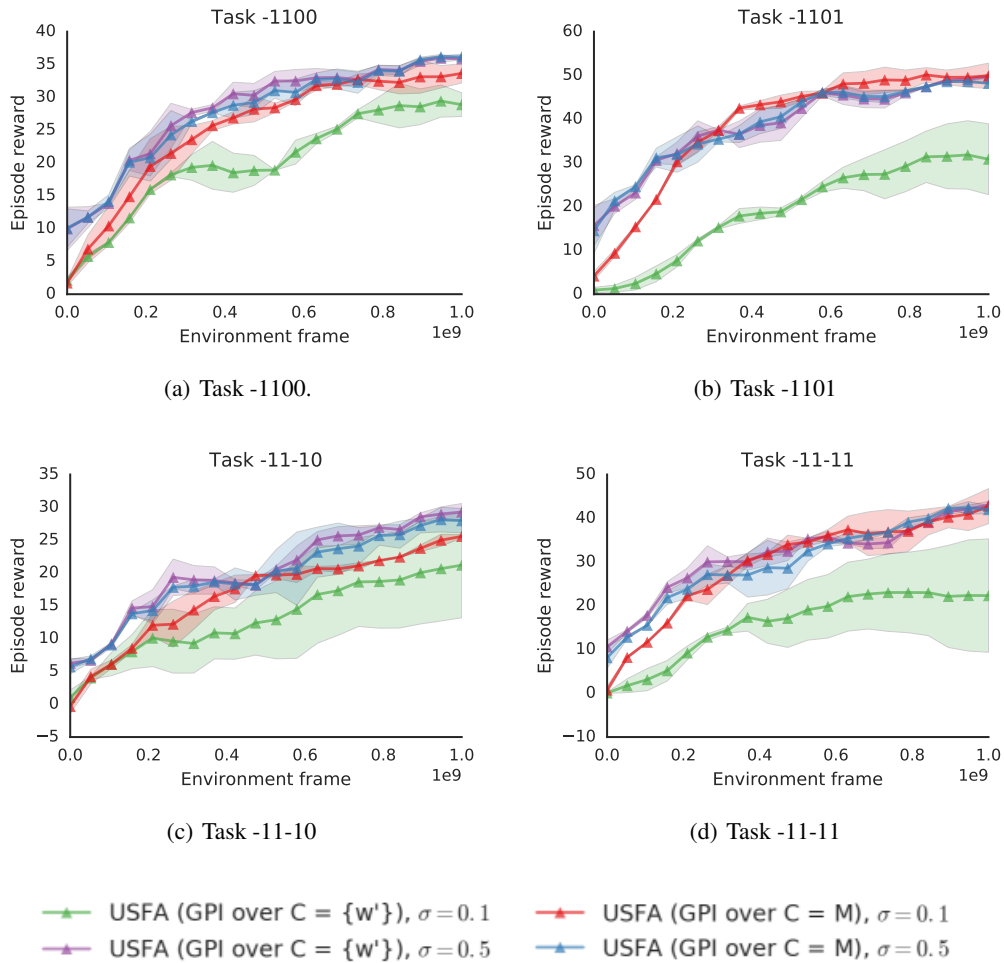 Task -1100
Episode reward
40
35
30
25
20
15
10
5
0
0.0 0.2 0.4 0.6 0.8 1.0
1e9
Environment frame
(a) Task -1100.
Task -1101
Episode reward
60
50
40
30
20
10
0
0.0 0.2 0.4 0.6 0.8 1.0
1e9
Environment frame
(b) Task -1101
Task -11-10
Episode reward
35
30
25
20
15
10
5
0
−5
0.0 0.2 0.4 0.6 0.8 1.0
1e9
Environment frame
(c) Task -11-10
Task -11-11
Episode reward
50
40
30
20
10
0
−10
0.0 0.2 0.4 0.6 0.8 1.0
1e9
Environment frame
(d) Task -11-11
USFA (GPI over C = {w'}), σ = 0.1
USFA (GPI over C = M), σ = 0.1
USFA (GPI over C = {w'}), σ = 0.5
USFA (GPI over C = M), σ = 0.5